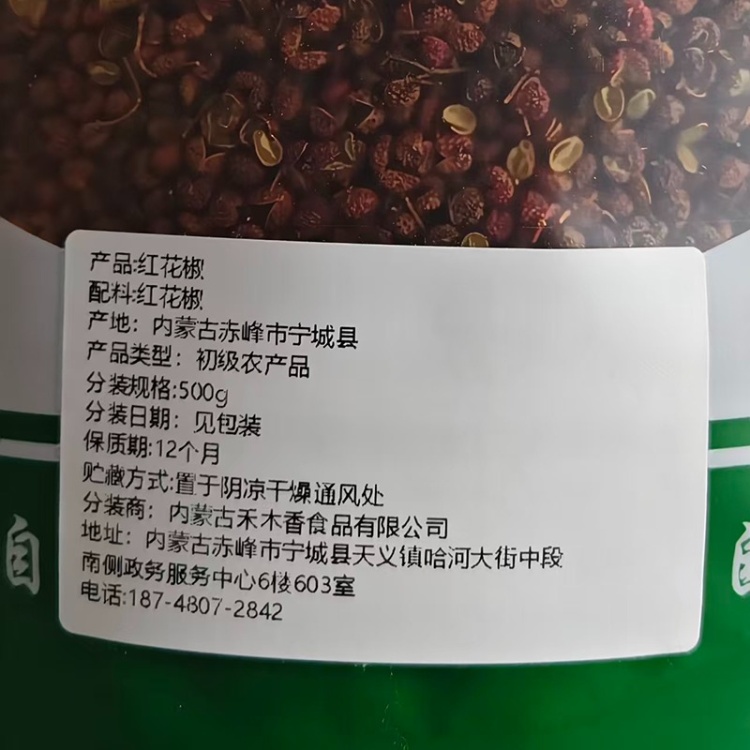 产品:红花椒
配料:红花椒
产地：内蒙古赤峰市宁城县
产品类型：初级农产品
分装规格:500g
分装日期：见包装
保质期:12个月
贮藏方式:置于阴凉干燥通风处
分装商：内蒙古禾木香食品有限公司
地址：内蒙古赤峰市宁城县天义镇哈河大街中段
南侧政务服务中心6楼603室
电话:187-4807-2842
自